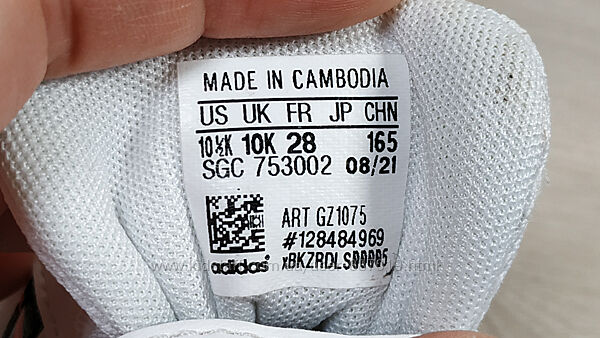 MADE IN CAMBODIA
US UK FR JP CHN
10½K 10K 28 165
SGC 753002 08/21
ART GZ1075
#128484969
xBKZRDLS00005
adidas